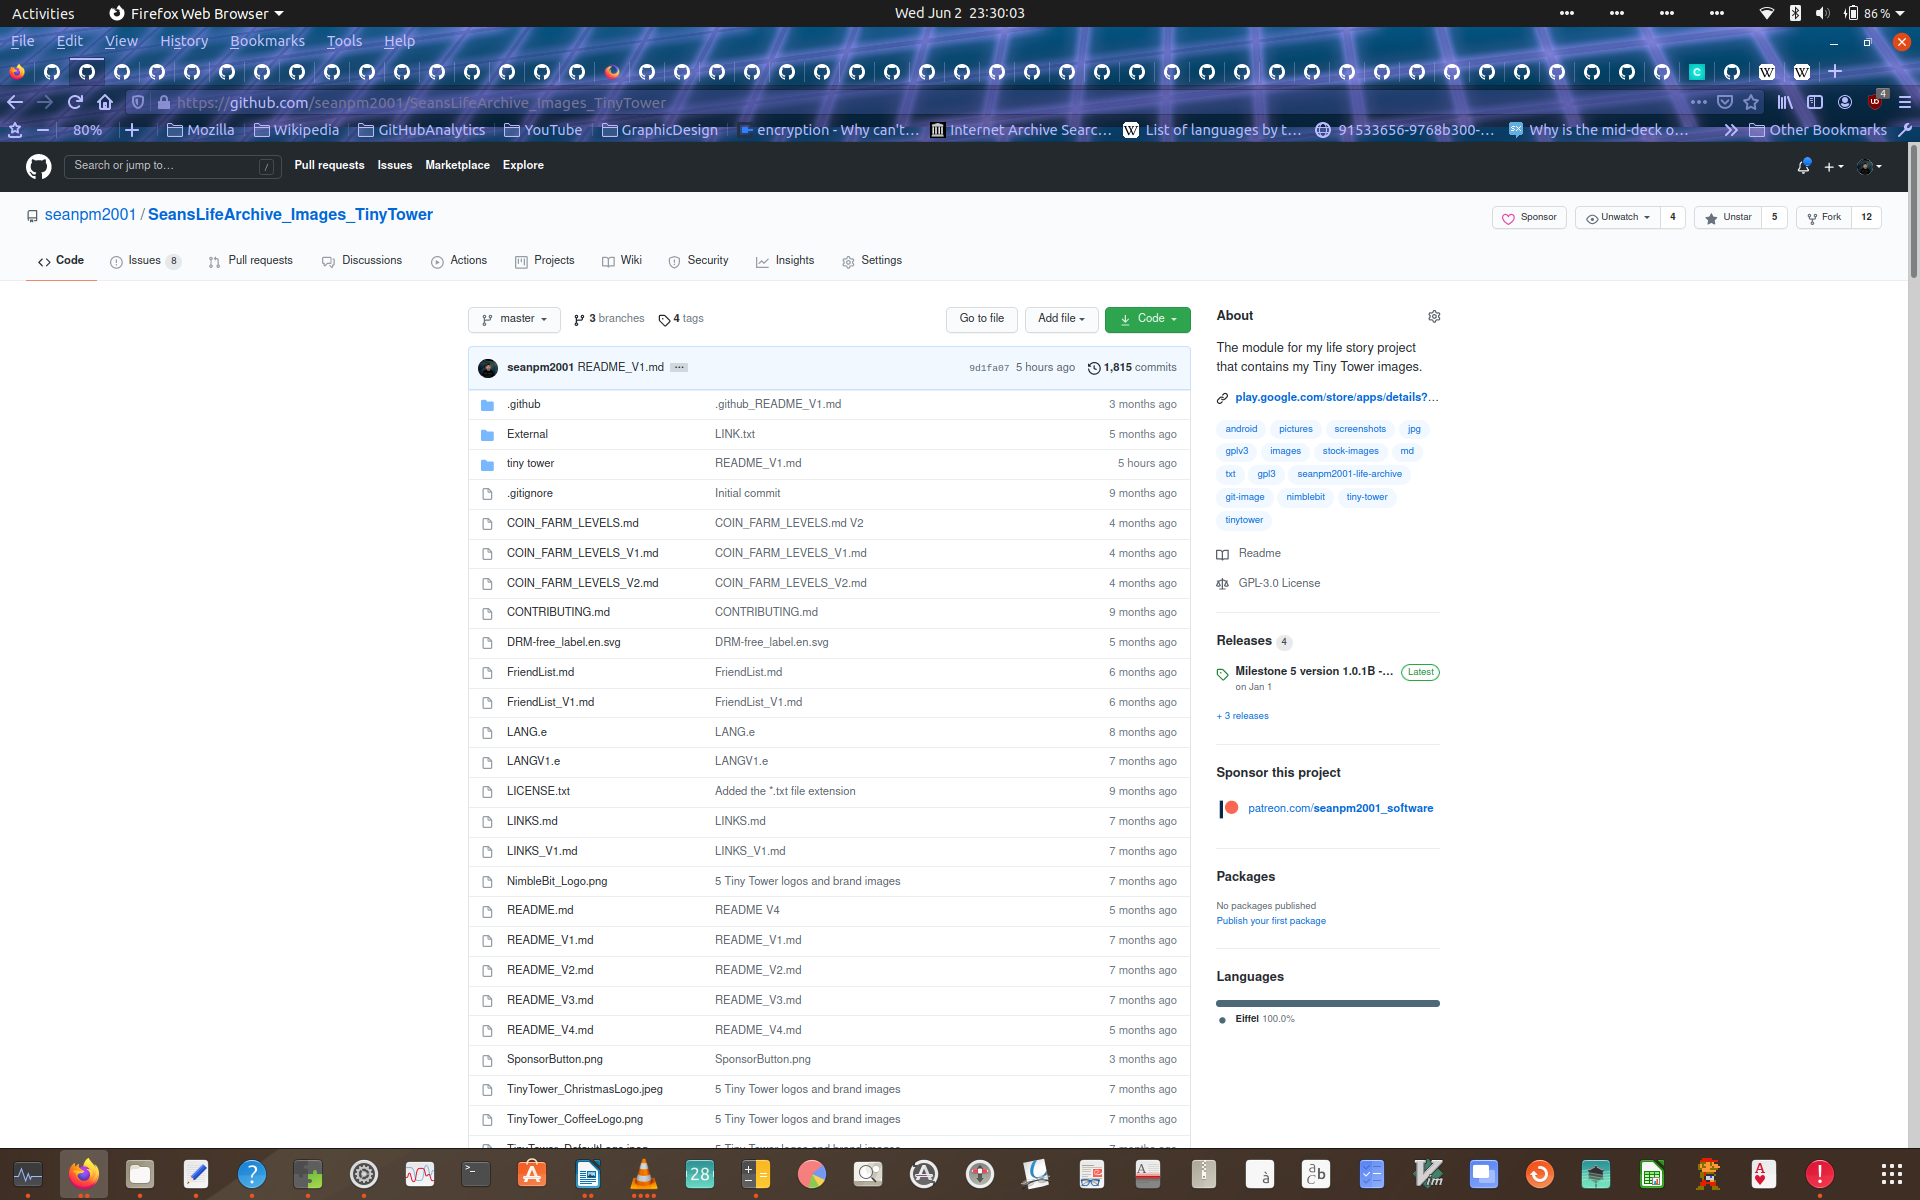 Activities Firefox Web Browser Wed Jun 2 23:30:03 86 %
File Edit View History Bookmarks Tools Help
https://github.com/seanpm2001/SeansLifeArchive_Images_TinyTower
80% Mozilla Wikipedia GitHubAnalytics YouTube GraphicDesign encryption - Why can't... Internet Archive Searc... List of languages by t... 91533656-9768b300-... Why is the mid-deck o... Other Bookmarks
Search or jump to... / Pull requests Issues Marketplace Explore
seanpm2001 / SeansLifeArchive_Images_TinyTower Sponsor Unwatch 4 Unstar 5 Fork 12
Code Issues 8 Pull requests Discussions Actions Projects Wiki Security Insights Settings
master 3 branches 4 tags Go to file Add file Code
seanpm2001 README_V1.md ... 9d1fa07 5 hours ago 1,815 commits
.github .github_README_V1.md 3 months ago
External LINK.txt 5 months ago
tiny tower README_V1.md 5 hours ago
.gitignore Initial commit 9 months ago
COIN_FARM_LEVELS.md COIN_FARM_LEVELS.md V2 4 months ago
COIN_FARM_LEVELS_V1.md COIN_FARM_LEVELS_V1.md 4 months ago
COIN_FARM_LEVELS_V2.md COIN_FARM_LEVELS_V2.md 4 months ago
CONTRIBUTING.md CONTRIBUTING.md 9 months ago
DRM-free_label.en.svg DRM-free_label.en.svg 5 months ago
FriendList.md FriendList.md 6 months ago
FriendList_V1.md FriendList_V1.md 6 months ago
LANG.e LANG.e 8 months ago
LANGV1.e LANGV1.e 7 months ago
LICENSE.txt Added the *.txt file extension 9 months ago
LINKS.md LINKS.md 7 months ago
LINKS_V1.md LINKS_V1.md 7 months ago
NimbleBit_Logo.png 5 Tiny Tower logos and brand images 7 months ago
README.md README V4 5 months ago
README_V1.md README_V1.md 7 months ago
README_V2.md README_V2.md 7 months ago
README_V3.md README_V3.md 7 months ago
README_V4.md README_V4.md 5 months ago
SponsorButton.png SponsorButton.png 3 months ago
TinyTower_ChristmasLogo.jpeg 5 Tiny Tower logos and brand images 7 months ago
TinyTower_CoffeeLogo.png 5 Tiny Tower logos and brand images 7 months ago
About
The module for my life story project
that contains my Tiny Tower images.
play.google.com/store/apps/details?...
android pictures screenshots jpg
gplv3 images stock-images md
txt gpl3 seanpm2001-life-archive
git-image nimblebit tiny-tower
tinytower
Readme
GPL-3.0 License
Releases 4
Milestone 5 version 1.0.1B -... Latest
on Jan 1
+ 3 releases
Sponsor this project
patreon.com/seanpm2001_software
Packages
No packages published
Publish your first package
Languages
Eiffel 100.0%
28